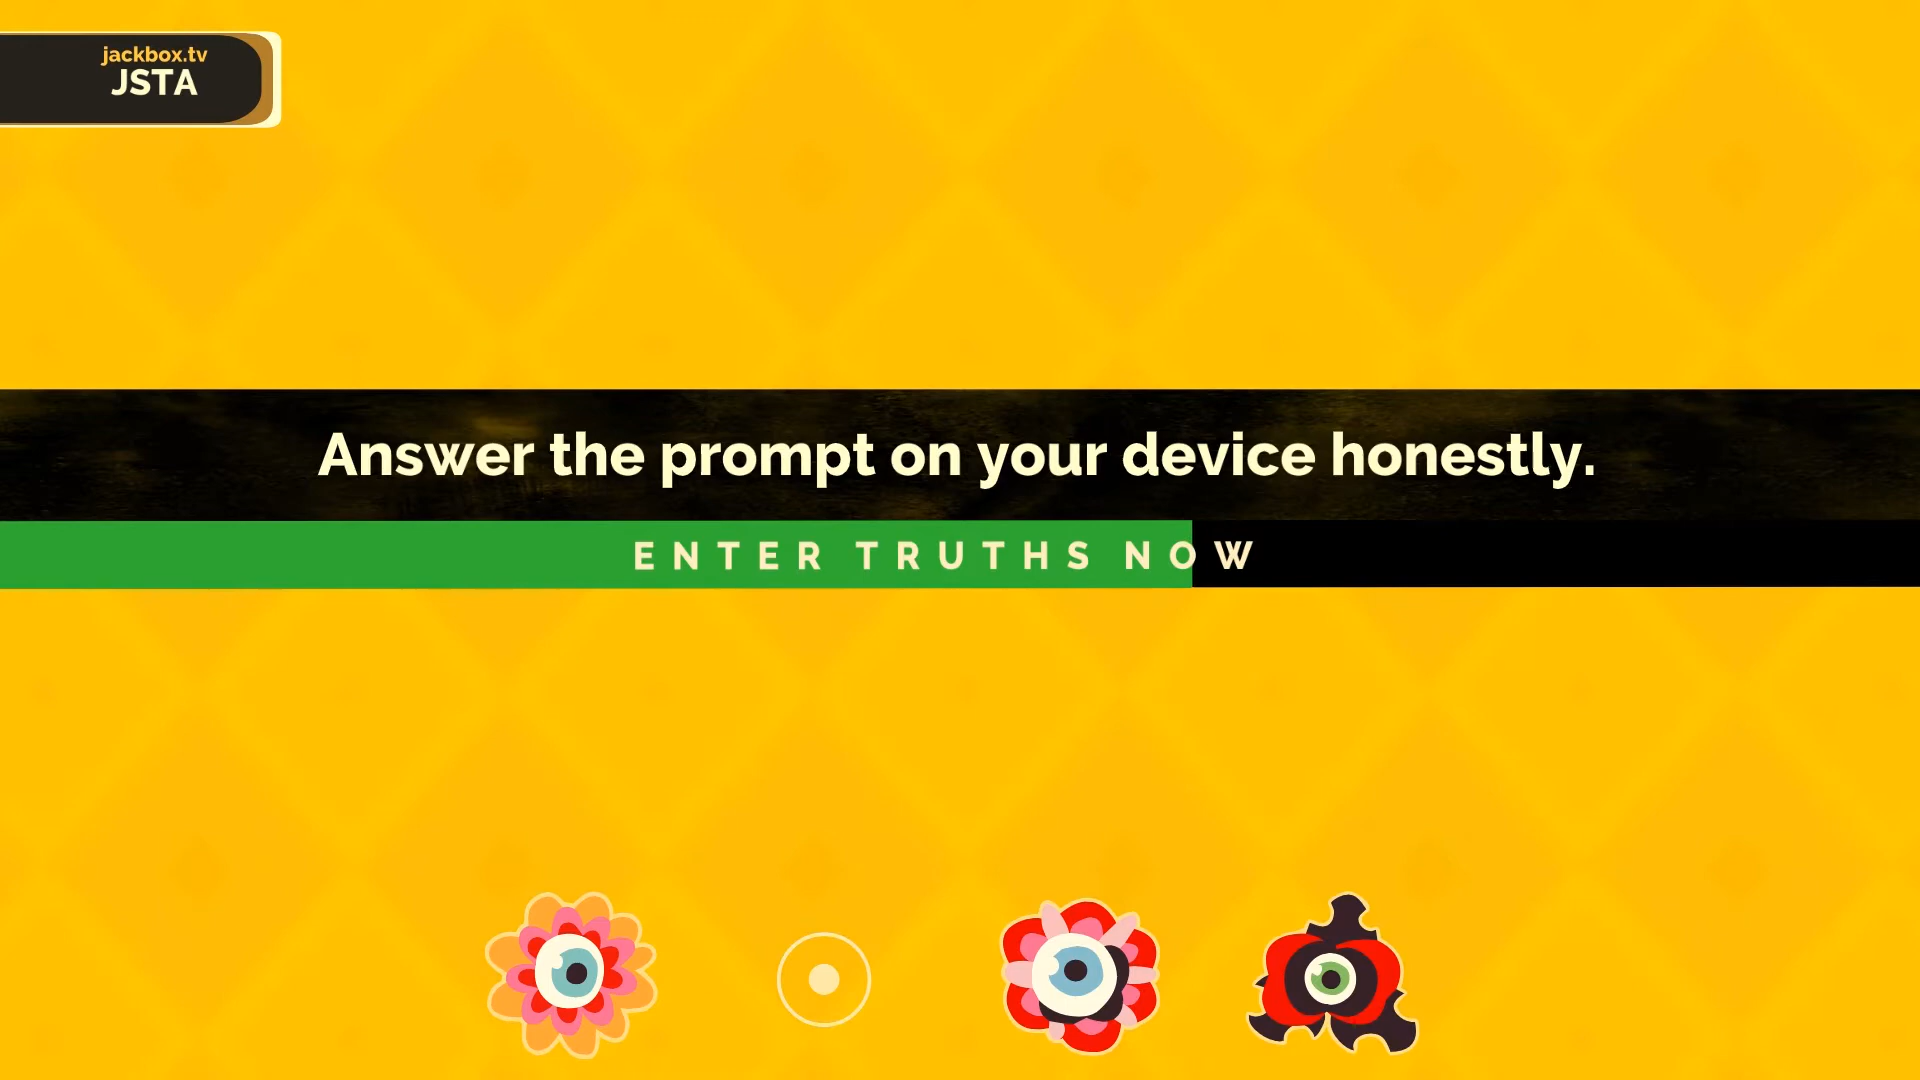 jackbox.tv
JSTA
Answer the prompt on your device honestly.
ENTER TRUTHS NOW